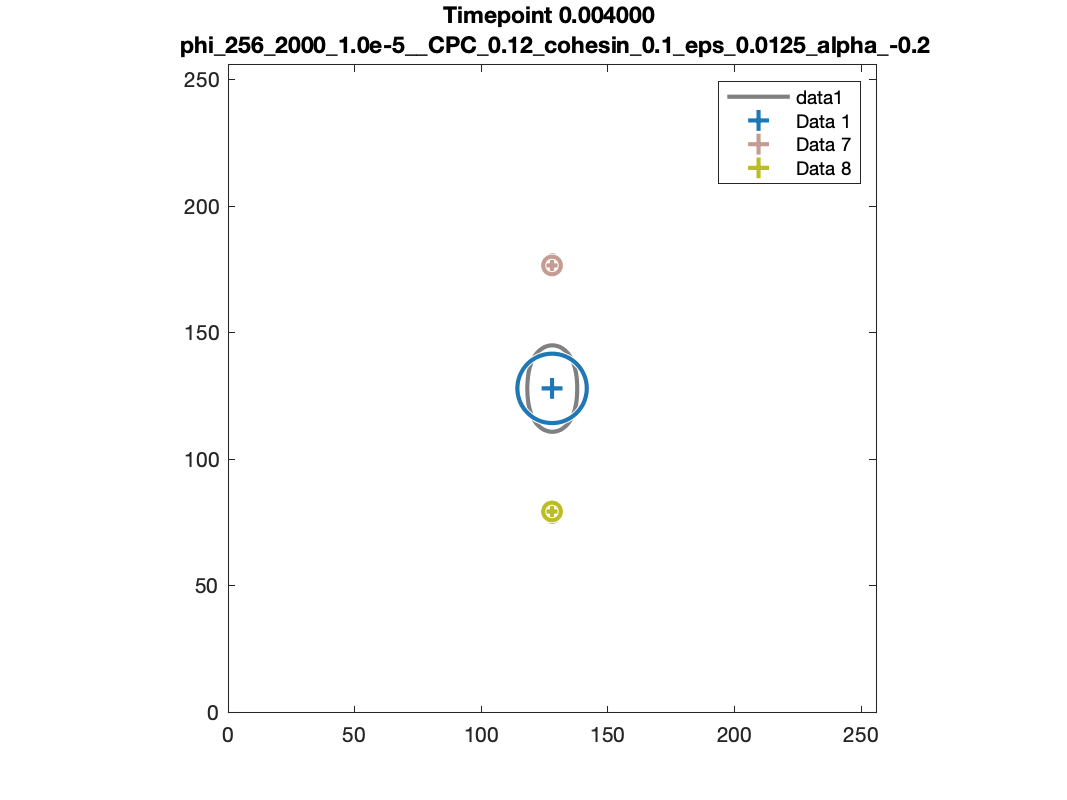 Timepoint 0.004000
phi_256_2000_1.0e-5__CPC_0.12_cohesin_0.1_eps_0.0125_alpha_-0.2
250
200
150
100
50
0
0 50 100 150 200 250
data1
Data 1
Data 7
Data 8